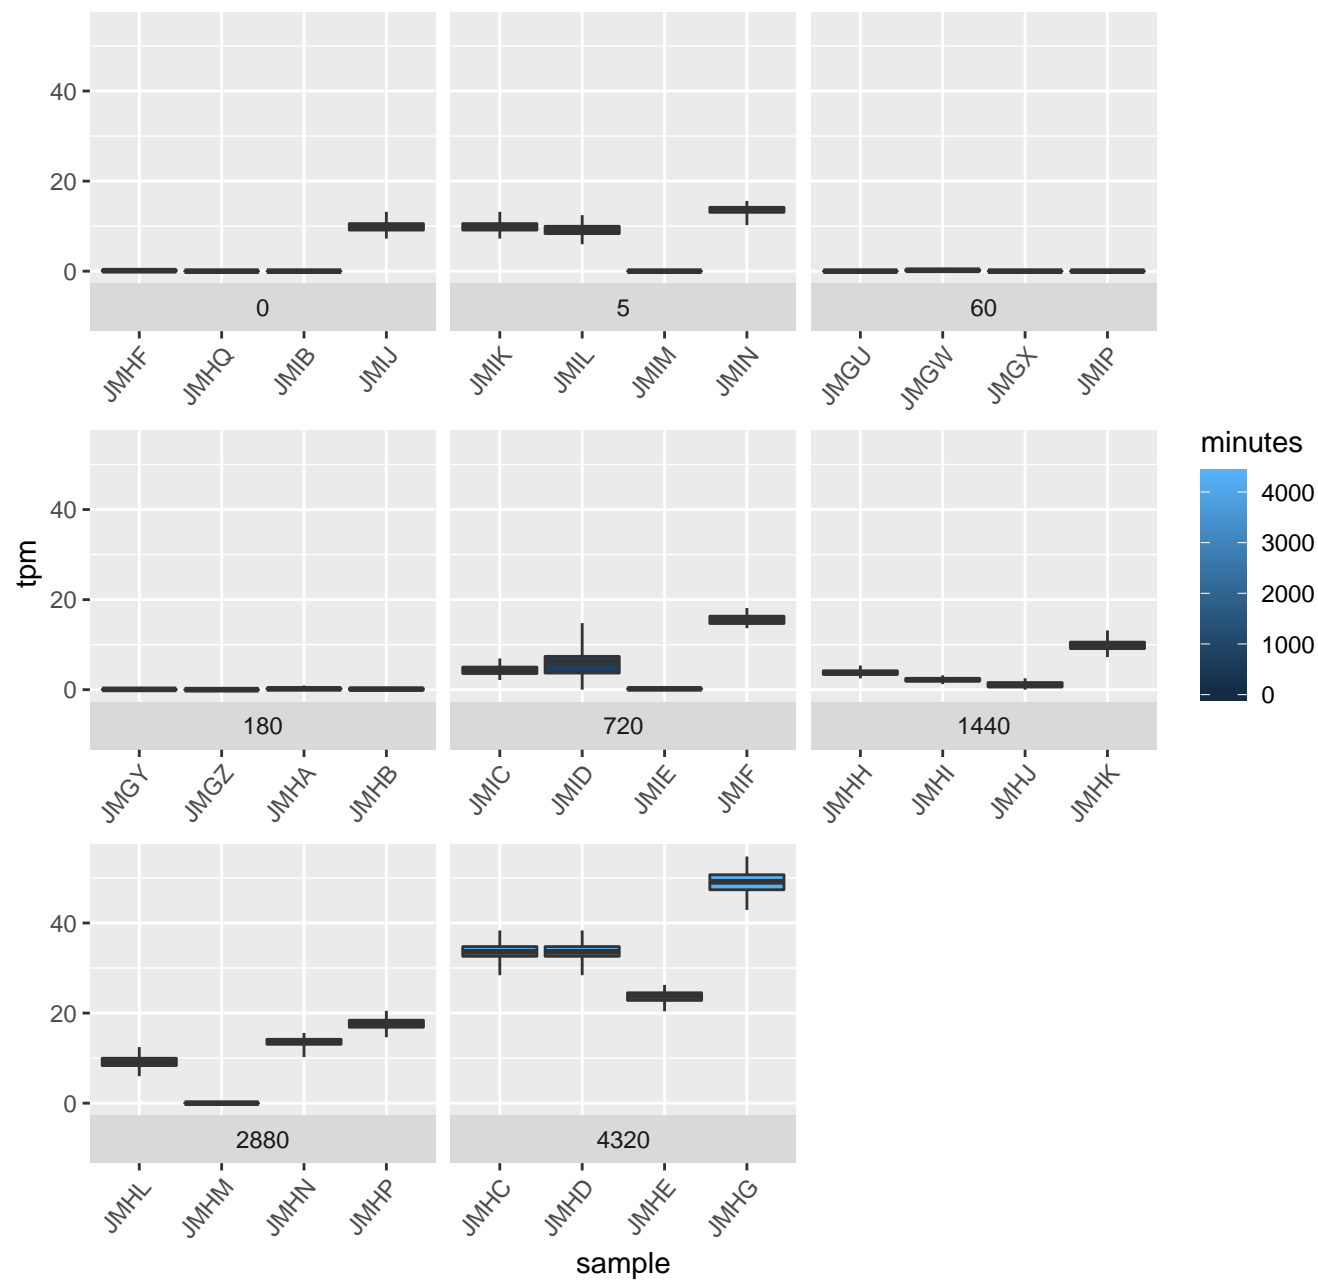 40
20
0
0
5
60
JMHF
JMHQ
JMIB
JMIJ
JMIK
JMIL
JMIM
JMIN
JMGU
JMGW
JMGX
JMIP
40
20
0
180
720
1440
JMGY
JMGZ
JMHA
JMHB
JMIC
JMID
JMIE
JMIF
JMHH
JMHI
JMHJ
JMHK
40
20
0
2880
4320
JMHL
JMHM
JMHN
JMHP
JMHC
JMHD
JMHE
JMHG
tpm
sample
minutes
4000
3000
2000
1000
0